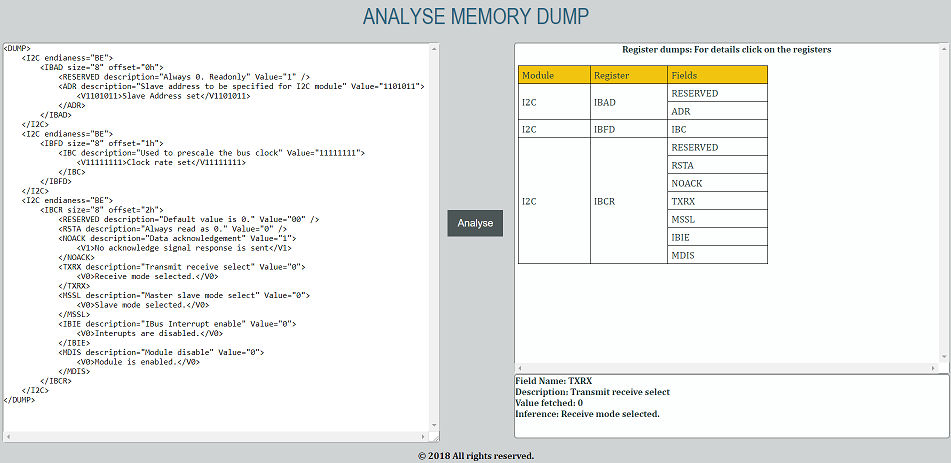 ANALYSE MEMORY DUMP
<DUMP>
<I2C endianess="BE">
<IBAD size="8" offset="0h">
<RESERVED description="Always 0. Readonly" Value="1" />
<ADR description="Slave address to be specified for I2C module" Value="1101011">
<V1101011>Slave Address set</V1101011>
</ADR>
</IBAD>
</I2C>
<I2C endianess="BE">
<IBFD size="8" offset="1h">
<IBC description="Used to prescale the bus clock" Value="11111111">
<V11111111>Clock rate set</V11111111>
</IBC>
</IBFD>
</I2C>
<I2C endianess="BE">
<IBCR size="8" offset="2h">
<RESERVED description="Default value is 0." Value="00" />
<RSTA description="Always read as 0." Value="0" />
<NOACK description="Data acknowledgement" Value="1">
<V1>No acknowledge signal response is sent</V1>
</NOACK>
<TXRX description="Transmit receive select" Value="0">
<V0>Receive mode selected.</V0>
</TXRX>
<MSSL description="Master slave mode select" Value="0">
<V0>Slave mode selected.</V0>
</MSSL>
<IBIE description="IBus Interrupt enable" Value="0">
<V0>Interupts are disabled.</V0>
</IBIE>
<MDIS description="Module disable" Value="0">
<V0>Module is enabled.</V0>
</MDIS>
</IBCR>
</I2C>
</DUMP>
Analyse
Register dumps: For details click on the registers
Module Register Fields
I2C IBAD RESERVED
ADR
I2C IBFD IBC
I2C IBCR RESERVED
RSTA
NOACK
TXRX
MSSL
IBIE
MDIS
Field Name: TXRX
Description: Transmit receive select
Value fetched: 0
Inference: Receive mode selected.
© 2018 All rights reserved.